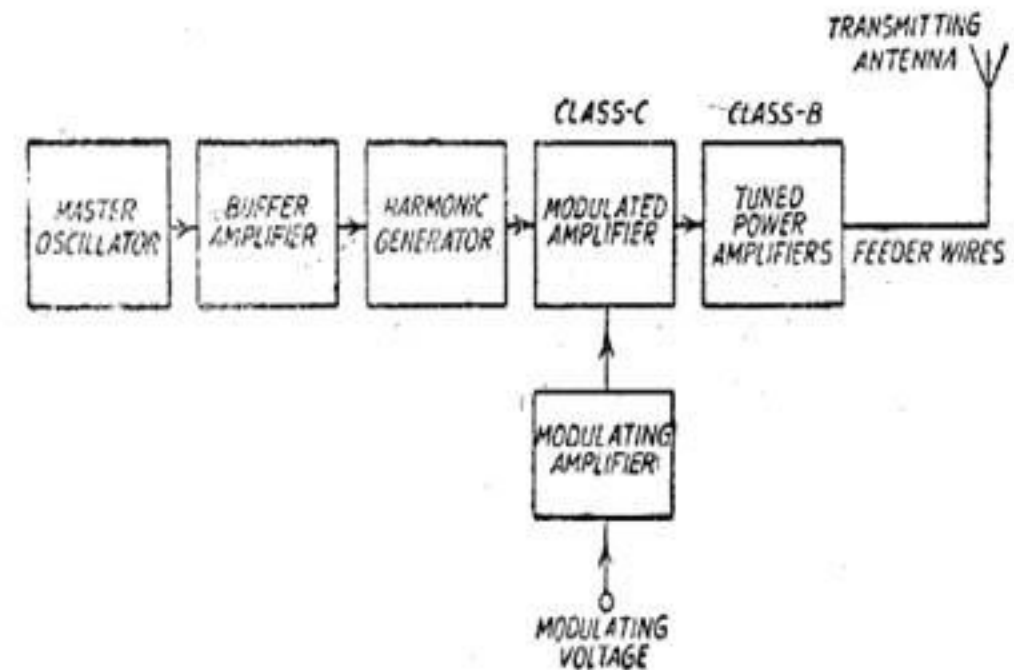 TRANSMITTING
ANTENNA
CLASS-C
CLASS-B
MASTER
OSCILLATOR
BUFFER
AMPLIFIER
HARMONIC
GENERATOR
MODULATED
AMPLIFIER
TUNED
POWER
AMPLIFIERS
FEEDER WIRES
MODULATING
AMPLIFIER
MODULATING
VOLTAGE